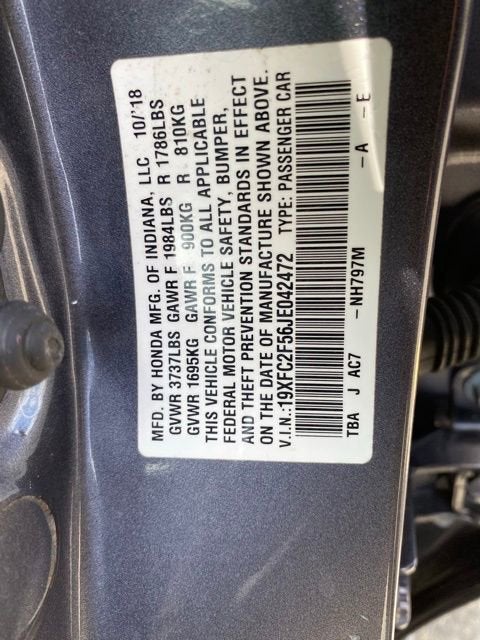 MFD. BY HONDA MFG. OF INDIANA, LLC 10/'18
GVWR 3737LBS GAWR F 1984LBS R 1786LBS
GVWR 1695KG GAWR F 900KG R 810KG
THIS VEHICLE CONFORMS TO ALL APPLICABLE
FEDERAL MOTOR VEHICLE SAFETY, BUMPER,
AND THEFT PREVENTION STANDARDS IN EFFECT
ON THE DATE OF MANUFACTURE SHOWN ABOVE.
V.I.N.:19XFC2F56JE042472 TYPE: PASSENGER CAR
TBA J AC7 -NH797M -A -E